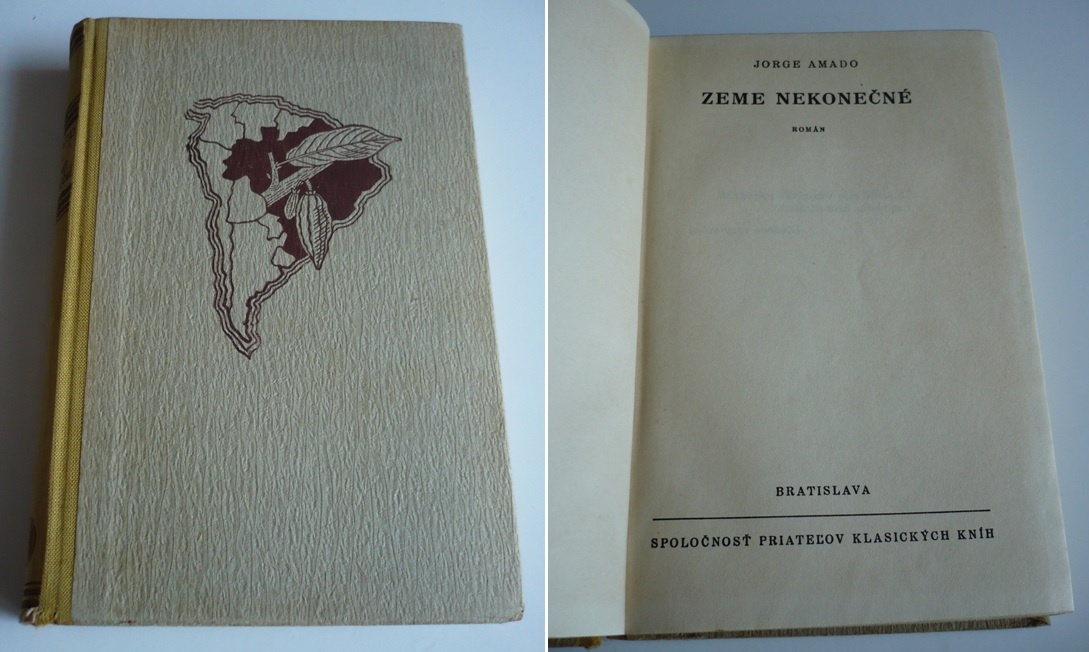 JORGE AMADO
ZEME NEKONEČNÉ
ROMÁN
BRATISLAVA
SPOLOČNOSŤ PRIATEĽOV KLASICKÝCH KNÍH